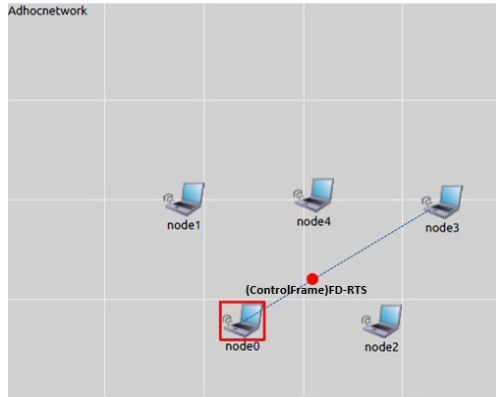 Adhocnetwork
node1
node4
node3
(ControlFrame)FD-RTS
node0
node2